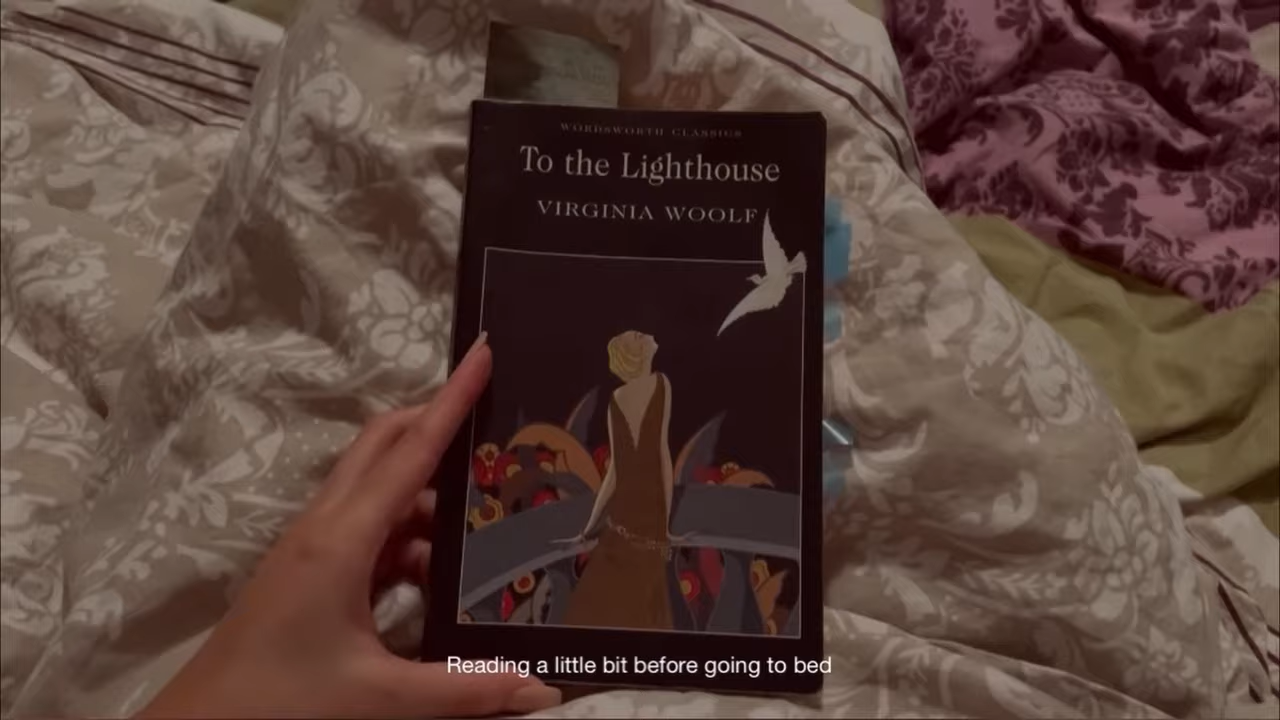 WORDSWORTH CLASSICS
To the Lighthouse
VIRGINIA WOOLF
Reading a little bit before going to bed